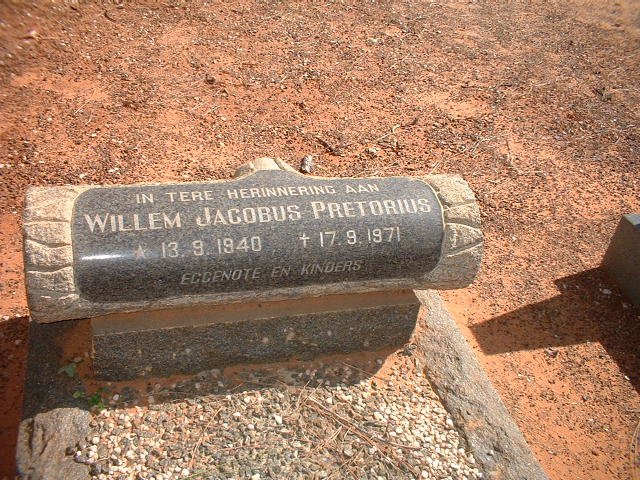 IN TERE HERINNERING AAN
WILLEM JACOBUS PRETORIUS
★ 13.9.1940 † 17.9.1971
EGGENOTE EN KINDERS